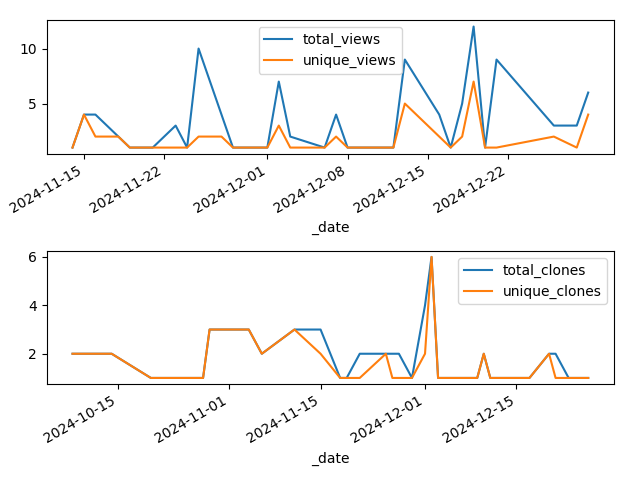 10
5
total_views
unique_views
2024-11-15
2024-11-22
2024-12-01
2024-12-08
2024-12-15
2024-12-22
_date
6
4
2
total_clones
unique_clones
2024-10-15
2024-11-01
2024-11-15
2024-12-01
2024-12-15
_date